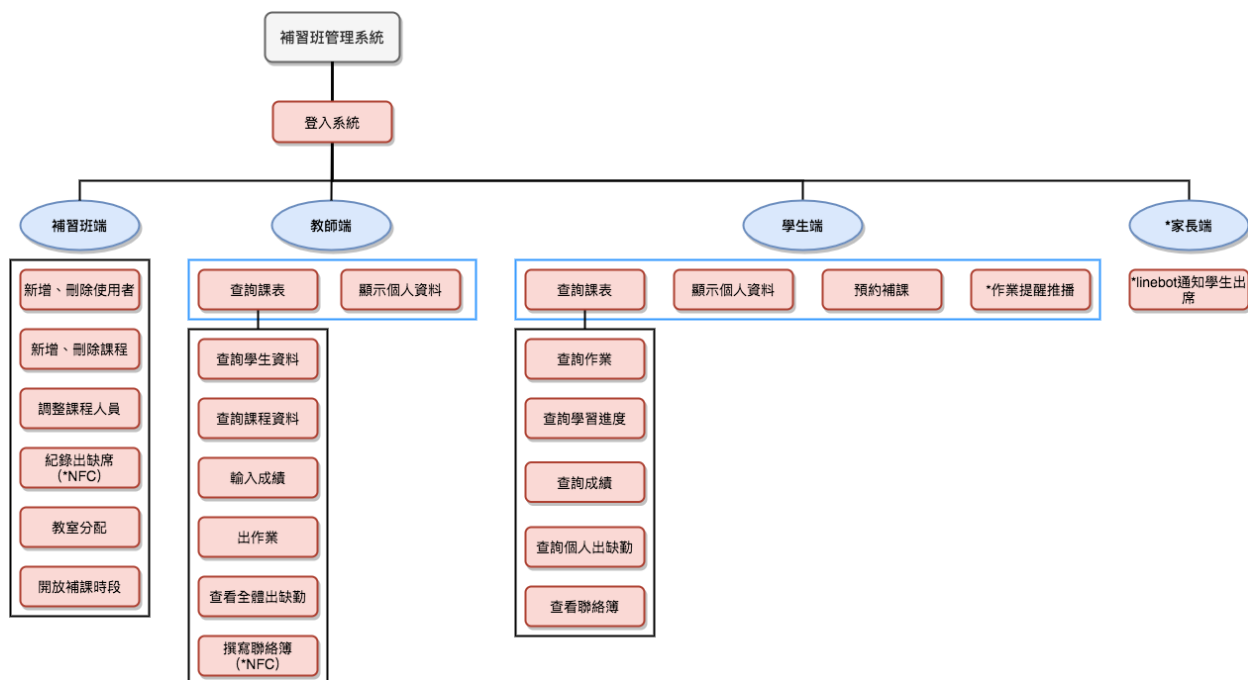 補習班管理系統
登入系統
補習班端
教師端
學生端
*家長端
新增、刪除使用者
新增、刪除課程
調整課程人員
紀錄出缺席
(*NFC)
教室分配
開放補課時段
查詢課表
顯示個人資料
查詢學生資料
查詢課程資料
輸入成績
出作業
查看全體出缺勤
撰寫聯絡簿
(*NFC)
查詢課表
顯示個人資料
預約補課
*作業提醒推播
查詢作業
查詢學習進度
查詢成績
查詢個人出缺勤
查看聯絡簿
*linebot通知學生出
席